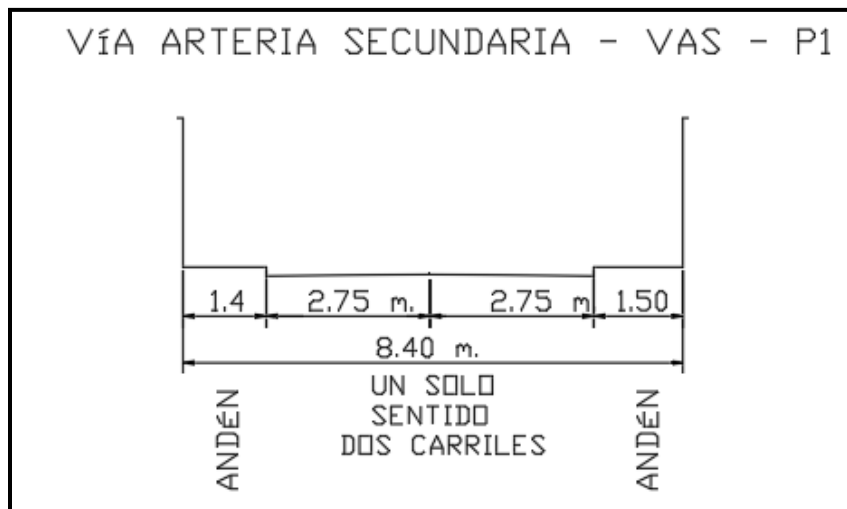 VíA ARTERIA SECUNDARIA - VAS - P1
1.4 2.75 m. 2.75 m 1.50
8.40 m.
UN SOLO
SENTIDO
DOS CARRILES
ANDÉN
ANDÉN